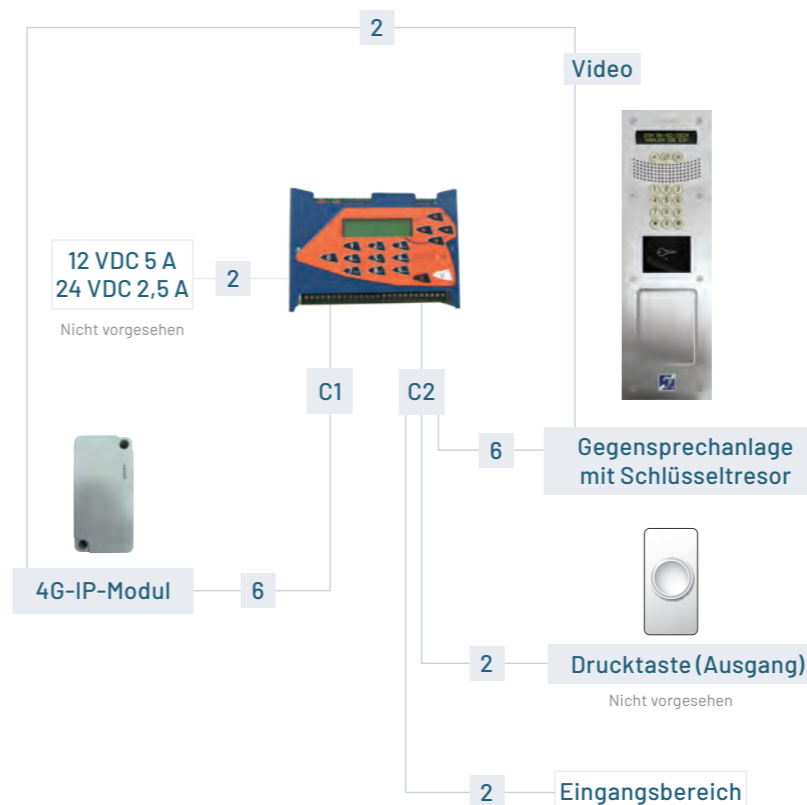 2
Video
12 VDC 5 A
24 VDC 2,5 A
2
Nicht vorgesehen
C1
C2
6
Gegensprechanlage
mit Schlüsseltresor
4G-IP-Modul
6
2
Drucktaste (Ausgang)
Nicht vorgesehen
2
Eingangsbereich